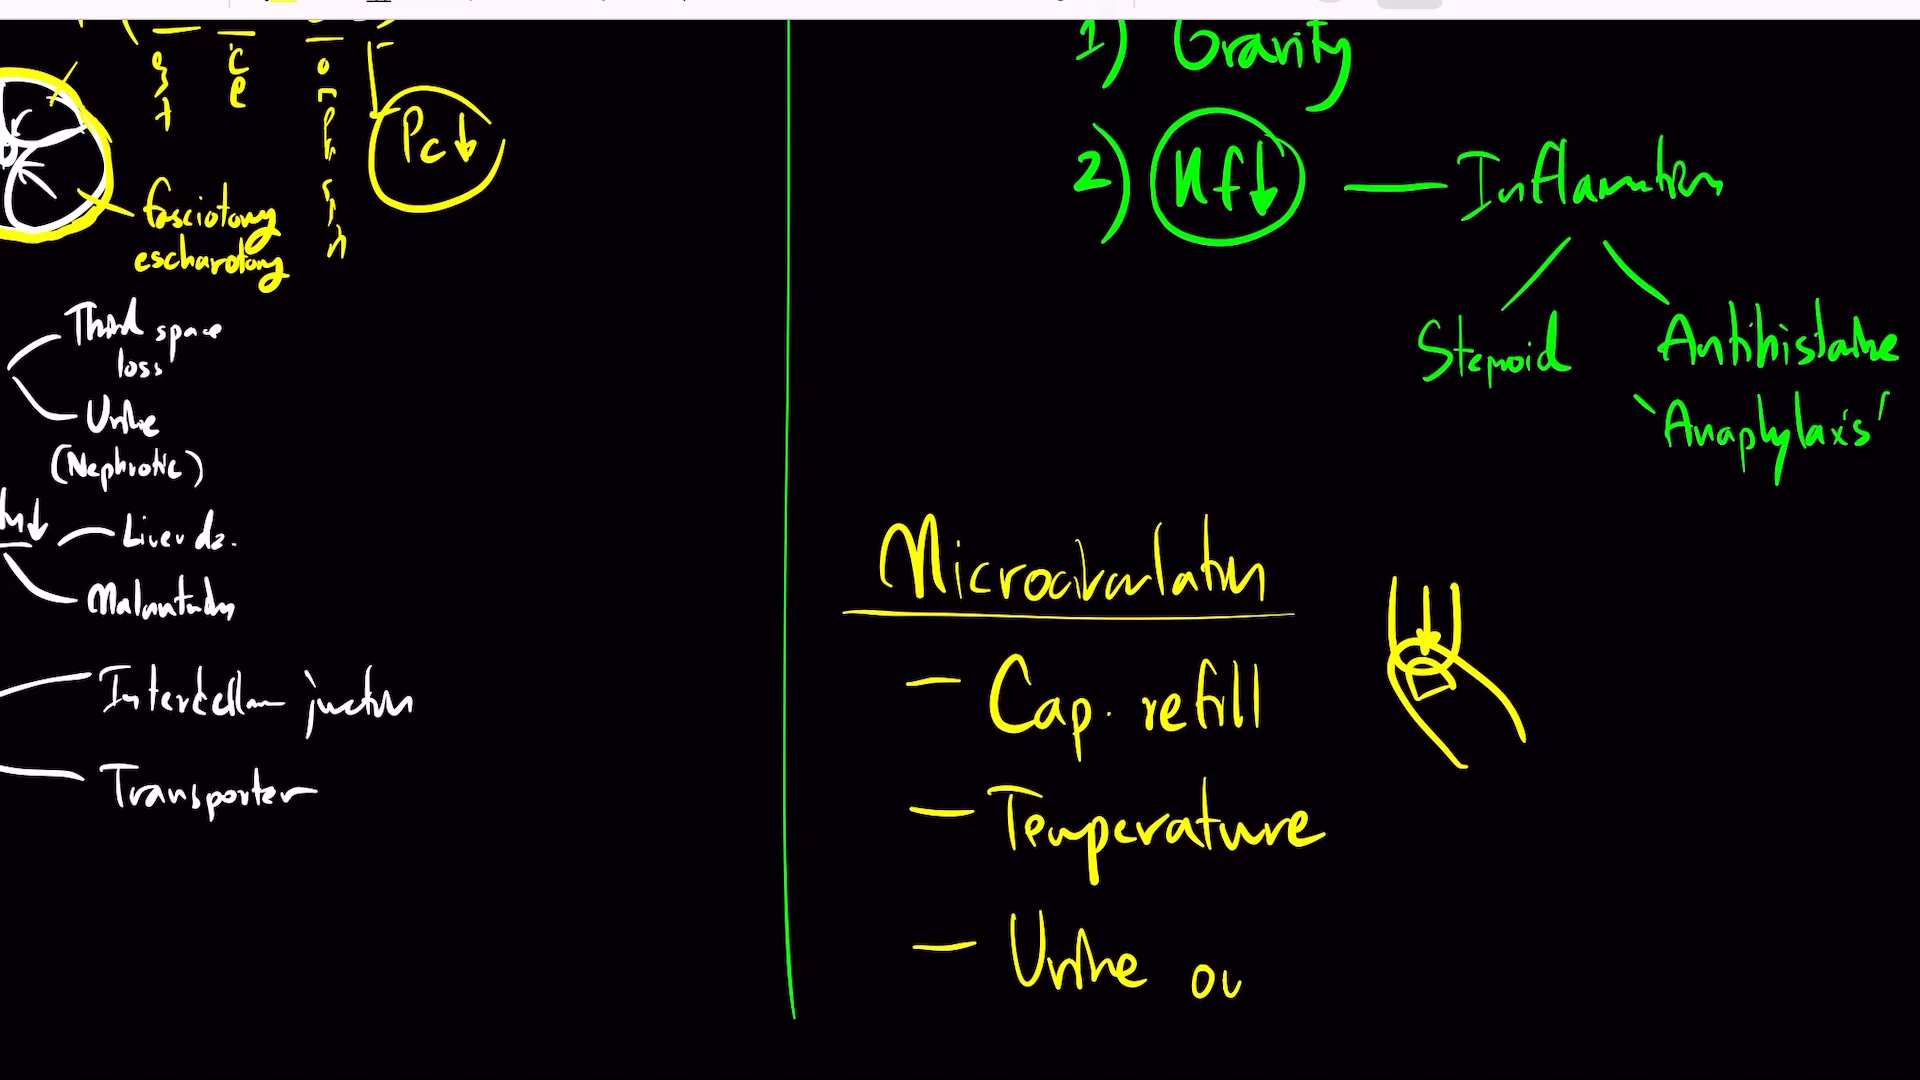 Pc↓
fasciotomy
escharotomy
Third space
loss
Urine
(Nephrotic)
Liver dz.
Malnutrition
Intercellular junction
Transporter
1) Gravity
2) Kf↓ — Inflammation
Steroid
Antihistamine
'Anaphylaxis'
Microcirculation
- Cap. refill
- Temperature
- Urine ou